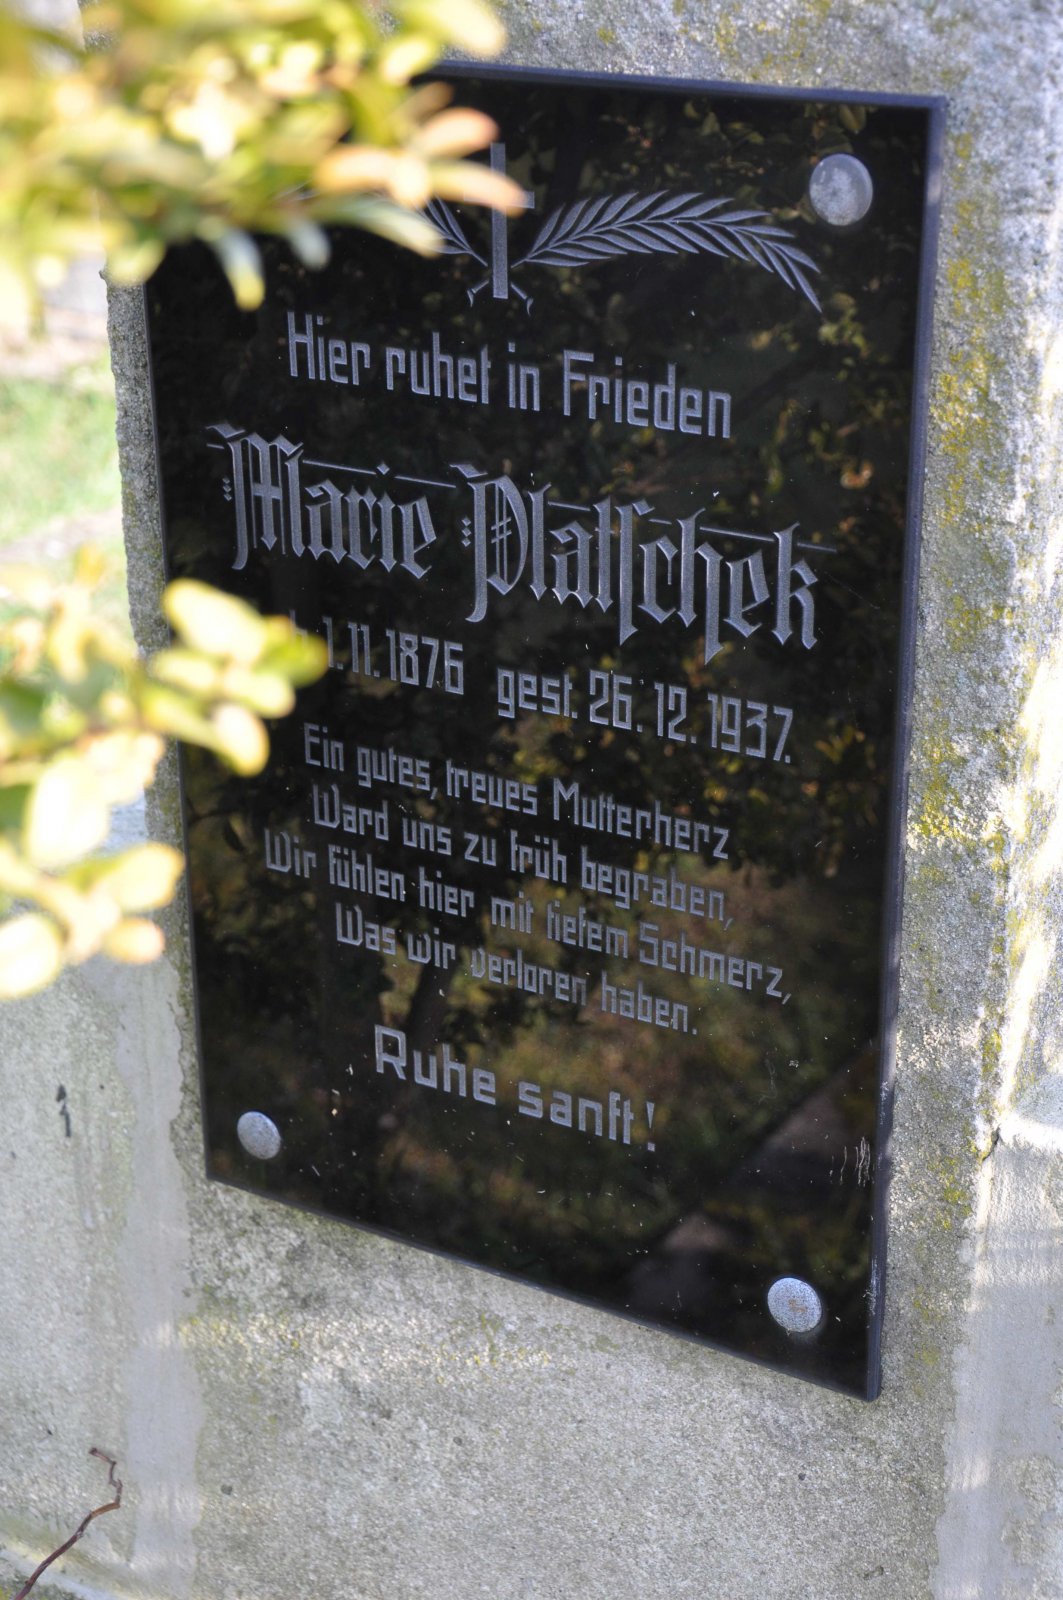 Hier ruhet in Frieden
Marie Platſchek
1.11.1876 gest. 26.12.1937.
Ein gutes, treues Mutterherz
Ward uns zu früh begraben,
Wir fühlen hier mit tiefem Schmerz,
Was wir verloren haben.
Ruhe sanft!